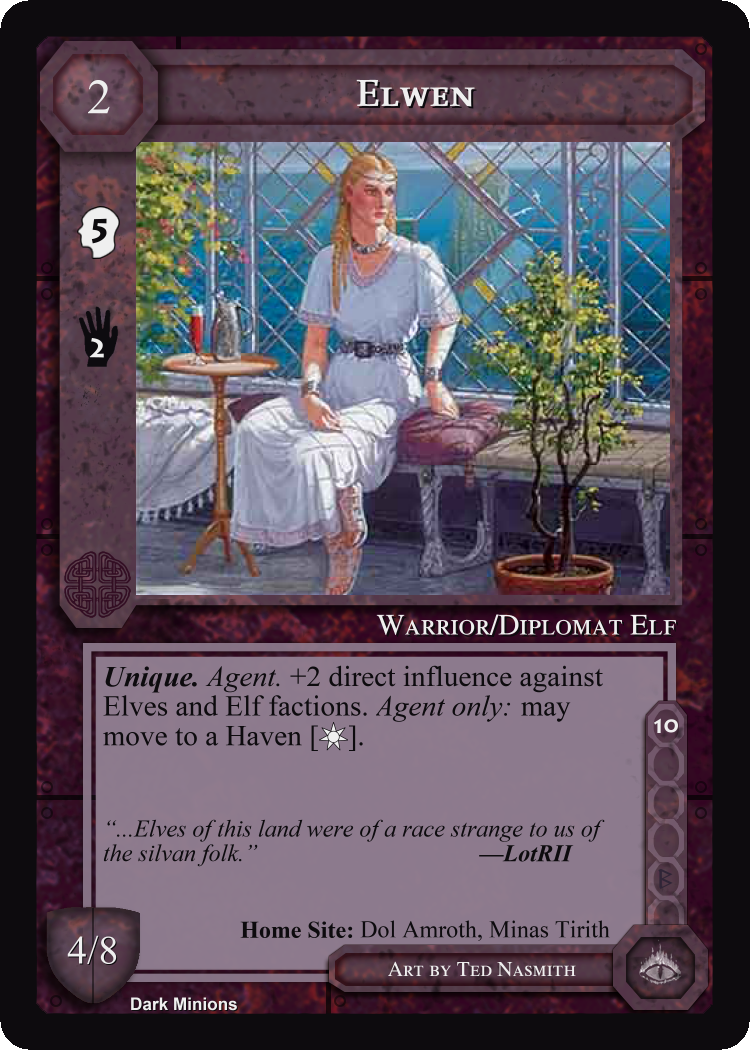 2
Elwen
5
2
Warrior/Diplomat Elf
Unique. Agent. +2 direct influence against
Elves and Elf factions. Agent only: may
move to a Haven [ ].
10
“...Elves of this land were of a race strange to us of
the silvan folk.” —LotRII
B
Home Site: Dol Amroth, Minas Tirith
4/8
Art by Ted Nasmith
Dark Minions